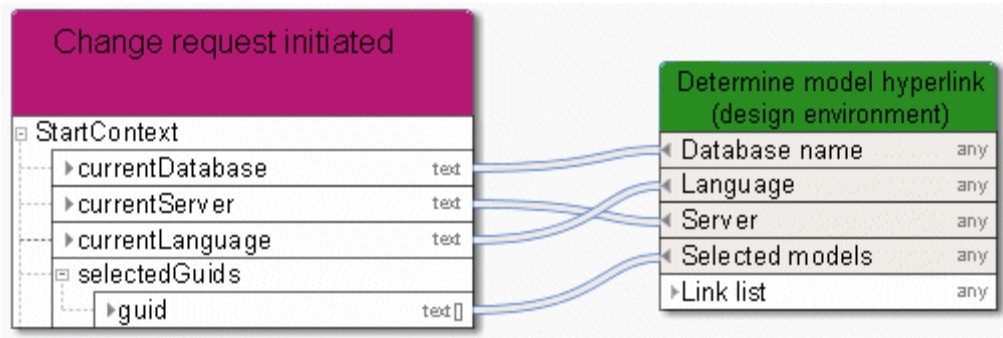 Change request initiated
StartContext
currentDatabase text
currentServer text
currentLanguage text
selectedGuids
guid text[]
Determine model hyperlink
(design environment)
Database name any
Language any
Server any
Selected models any
Link list any